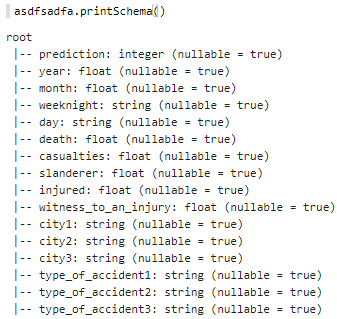 asdfsadfa.printSchema()
root
|-- prediction: integer (nullable = true)
|-- year: float (nullable = true)
|-- month: float (nullable = true)
|-- weeknight: string (nullable = true)
|-- day: string (nullable = true)
|-- death: float (nullable = true)
|-- casualties: float (nullable = true)
|-- slanderer: float (nullable = true)
|-- injured: float (nullable = true)
|-- witness_to_an_injury: float (nullable = true)
|-- city1: string (nullable = true)
|-- city2: string (nullable = true)
|-- city3: string (nullable = true)
|-- type_of_accident1: string (nullable = true)
|-- type_of_accident2: string (nullable = true)
|-- type_of_accident3: string (nullable = true)